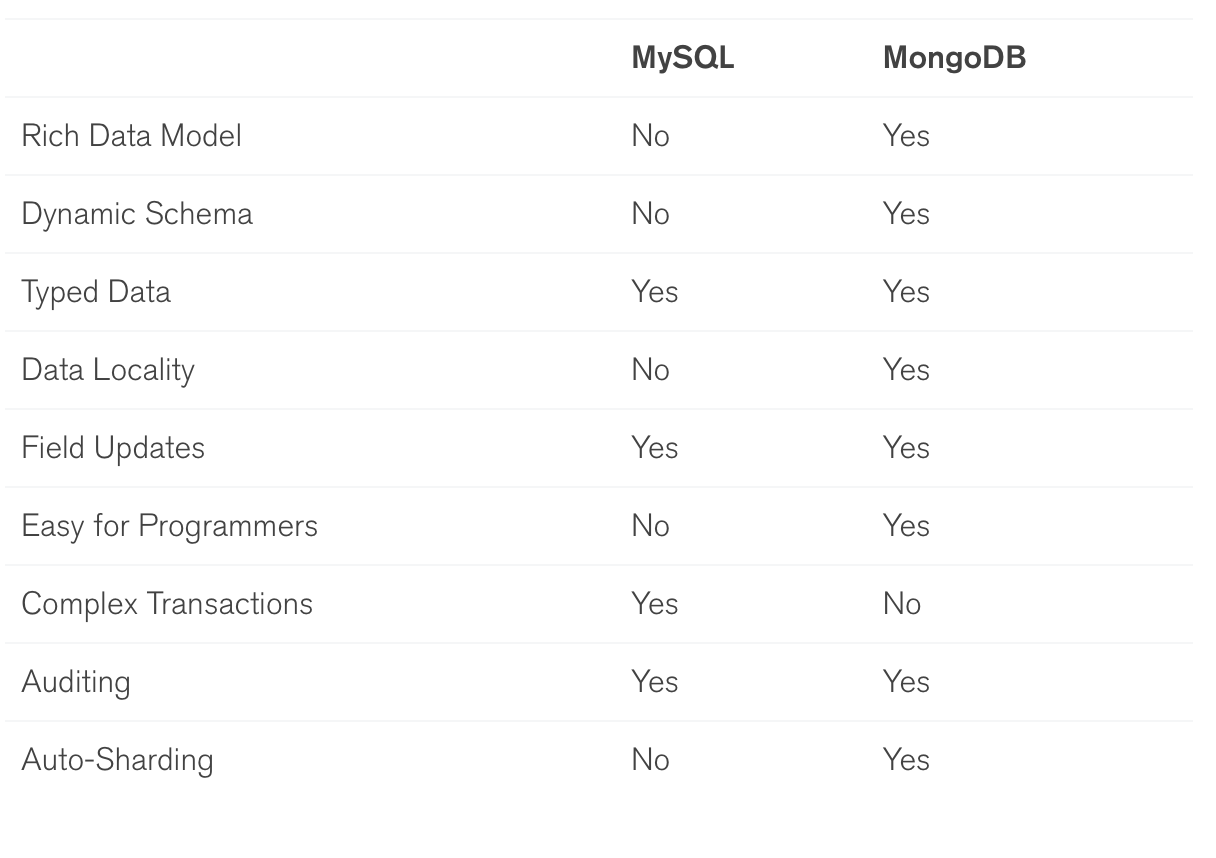 MySQL MongoDB
Rich Data Model No Yes
Dynamic Schema No Yes
Typed Data Yes Yes
Data Locality No Yes
Field Updates Yes Yes
Easy for Programmers No Yes
Complex Transactions Yes No
Auditing Yes Yes
Auto-Sharding No Yes